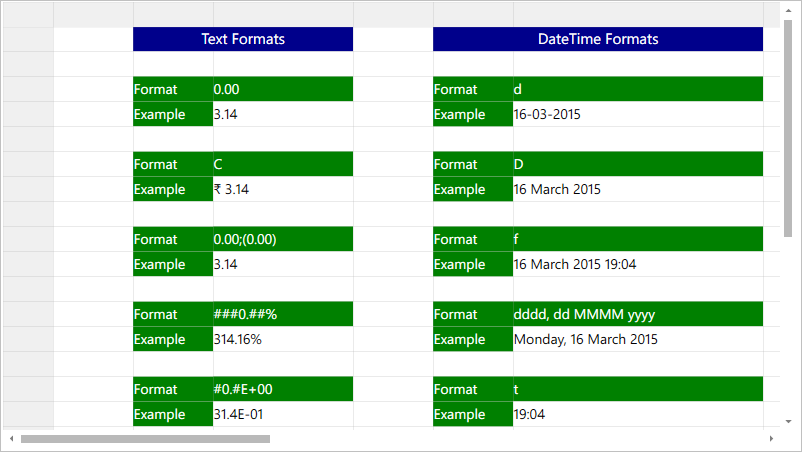 Text Formats DateTime Formats
Format 0.00 Format d
Example 3.14 Example 16-03-2015
Format C Format D
Example ₹ 3.14 Example 16 March 2015
Format 0.00;(0.00) Format f
Example 3.14 Example 16 March 2015 19:04
Format ###0.##% Format dddd, dd MMMM yyyy
Example 314.16% Example Monday, 16 March 2015
Format #0.#E+00 Format t
Example 31.4E-01 Example 19:04